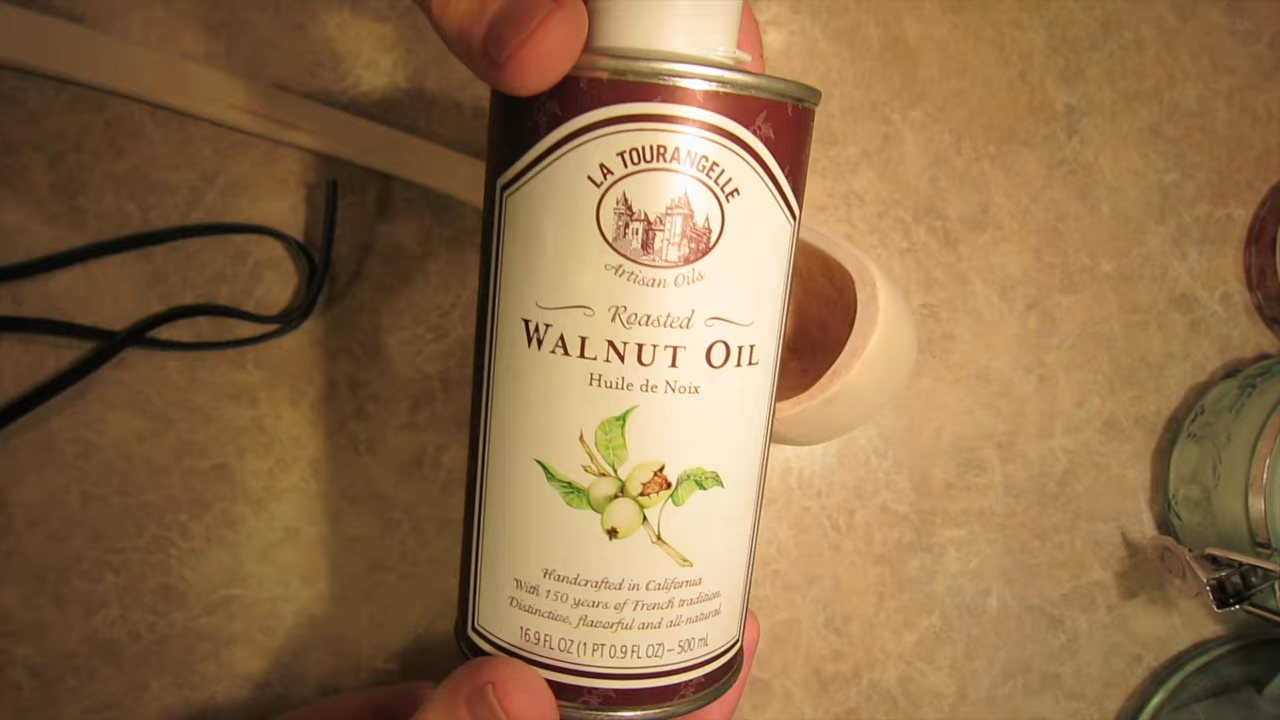 LA TOURANGELLE
Artisan Oils
Roasted
WALNUT OIL
Huile de Noix
Handcrafted in California
With 150 years of French tradition.
Distinctive, flavorful and all-natural.
16.9 FL OZ (1 PT 0.9 FL OZ) – 500 mL